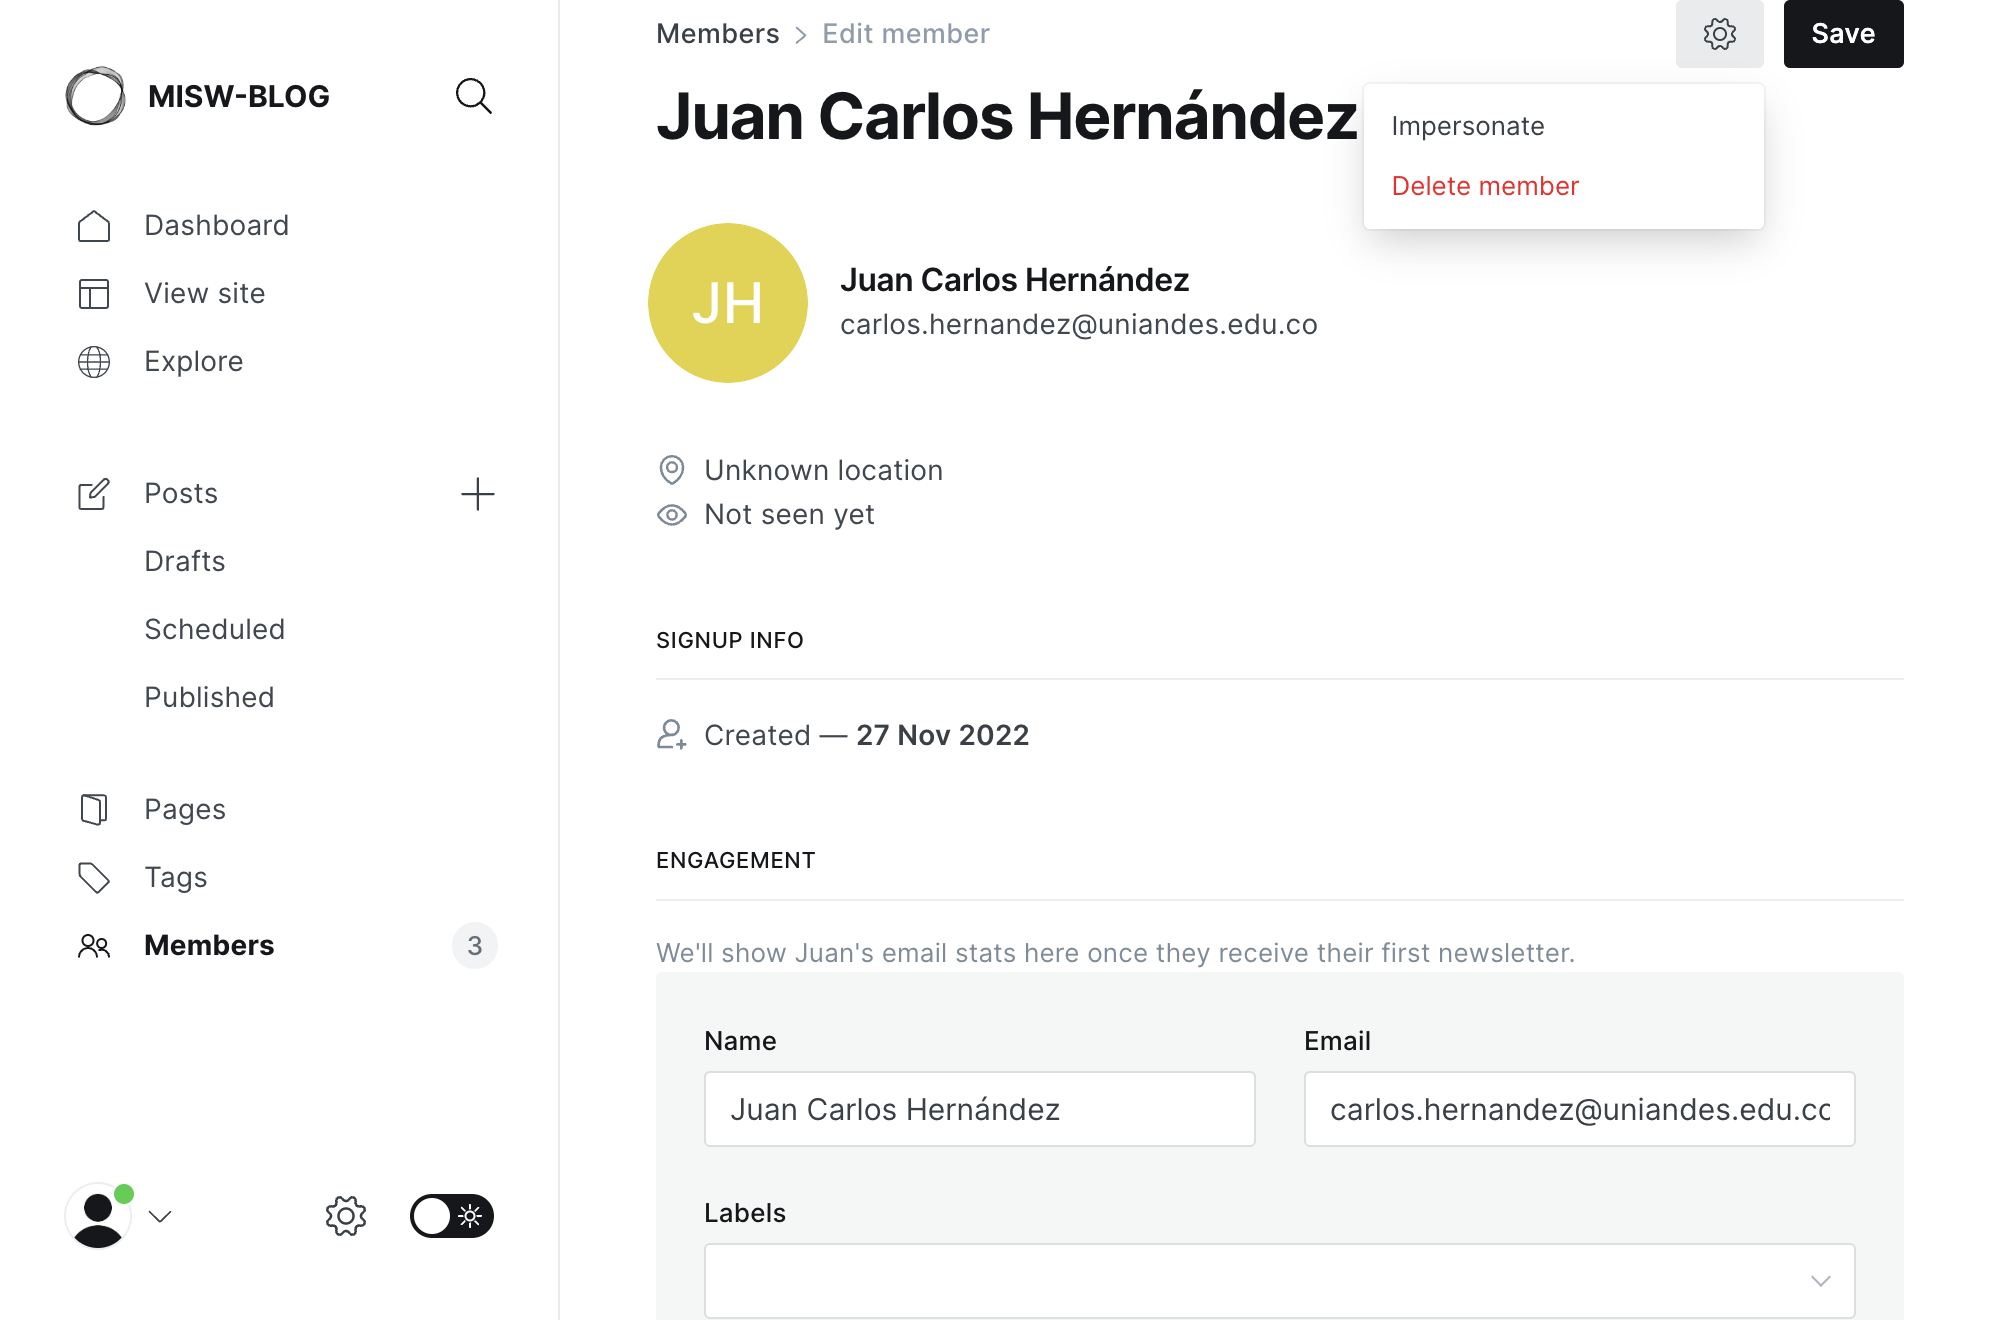 MISW-BLOG
Dashboard
View site
Explore
Posts
Drafts
Scheduled
Published
Pages
Tags
Members
3
Members > Edit member
Save
Juan Carlos Hernández
Impersonate
Delete member
JH
Juan Carlos Hernández
carlos.hernandez@uniandes.edu.co
Unknown location
Not seen yet
SIGNUP INFO
Created — 27 Nov 2022
ENGAGEMENT
We'll show Juan's email stats here once they receive their first newsletter.
Name
Email
Juan Carlos Hernández
carlos.hernandez@uniandes.edu.co
Labels